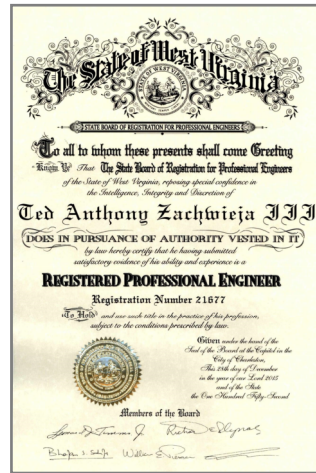 The State of West Virginia
STATE BOARD OF REGISTRATION FOR PROFESSIONAL ENGINEERS
To all to whom these presents shall come Greeting
Know Ye That The State Board of Registration for Professional Engineers
of the State of West Virginia, reposing special confidence in
the Intelligence, Integrity and Discretion of
Ted Anthony Zachwieja III
DOES IN PURSUANCE OF AUTHORITY VESTED IN IT
by law hereby certify that he having submitted
satisfactory evidence of his ability and experience is a
REGISTERED PROFESSIONAL ENGINEER
Registration Number 21677
To Hold and use such title in the practice of his profession,
subject to the conditions prescribed by law.
Given under the hand of the
Seal of the Board at the Capitol in the
City of Charleston,
This 28th day of December
in the year of our Lord 2015
and of the State
the One Hundred Fifty-Second
Members of the Board